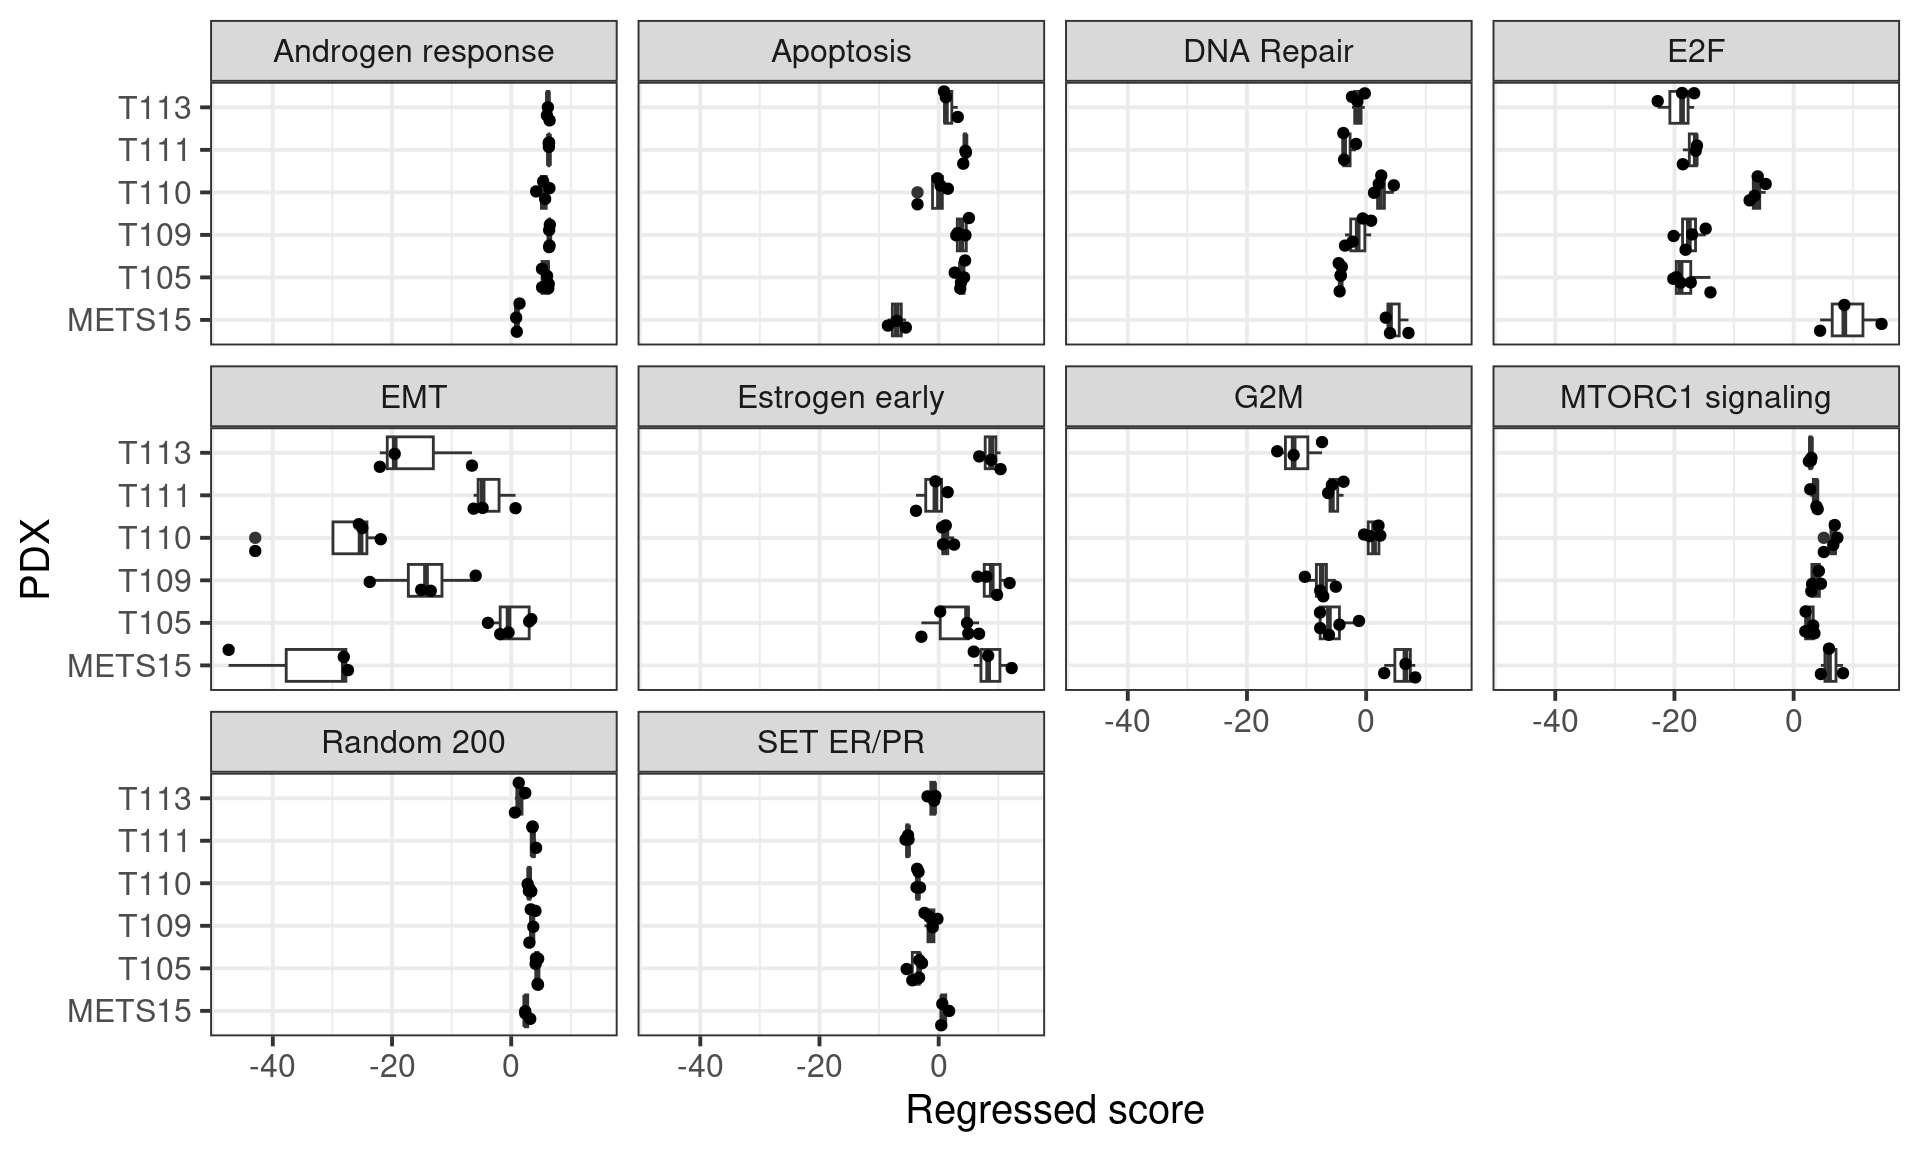 Androgen response
Apoptosis
DNA Repair
E2F
T113
T111
T110
T109
T105
METS15
EMT
Estrogen early
G2M
MTORC1 signaling
T113
T111
T110
T109
T105
METS15
-40 -20 0
-40 -20 0
Random 200
SET ER/PR
T113
T111
T110
T109
T105
METS15
-40 -20 0
-40 -20 0
PDX
Regressed score